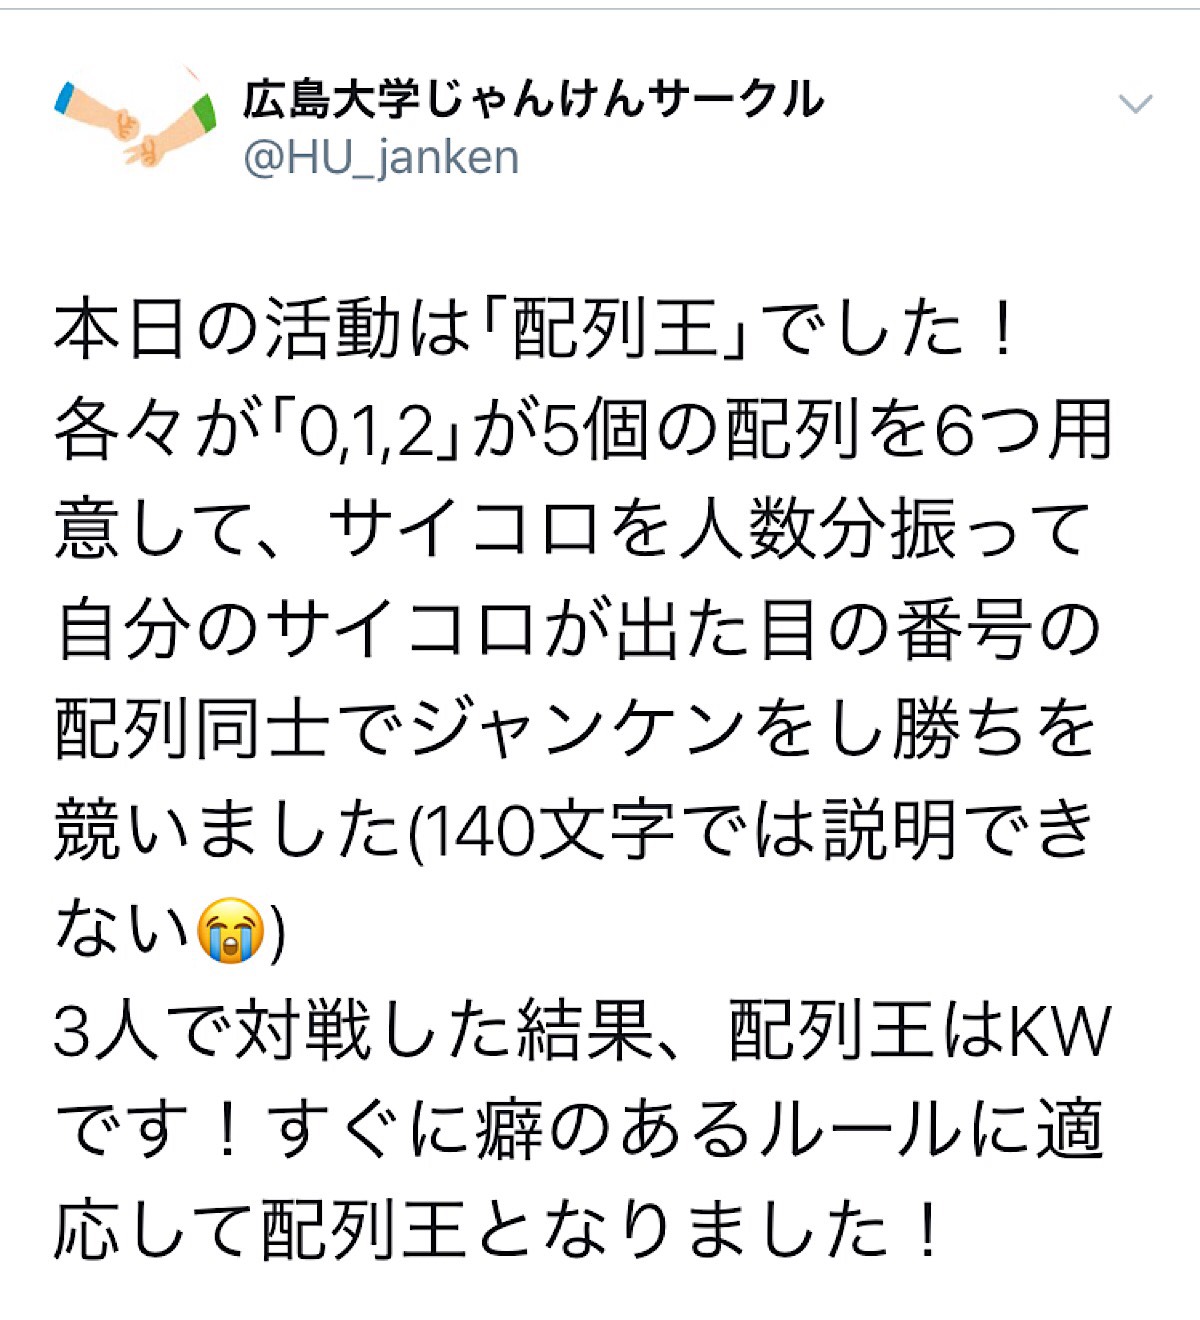 広島大学じゃんけんサークル
@HU_janken
本日の活動は｢配列王｣でした！
各々が｢0,1,2｣が5個の配列を6つ用
意して、サイコロを人数分振って
自分のサイコロが出た目の番号の
配列同士でジャンケンをし勝ちを
競いました(140文字では説明でき
ない😭)
3人で対戦した結果、配列王はKW
です！すぐに癖のあるルールに適
応して配列王となりました！